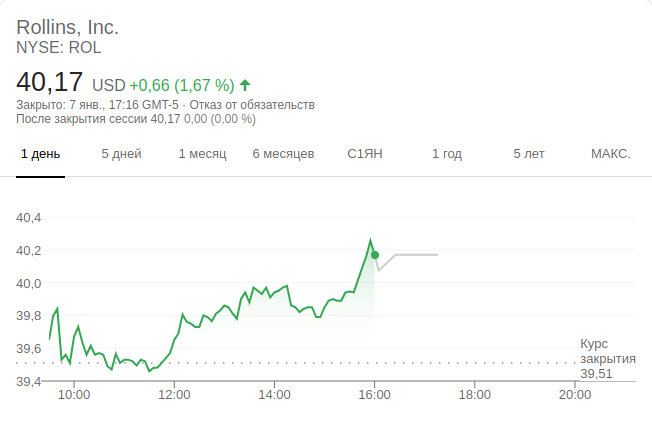 Rollins, Inc.
NYSE: ROL
40,17 USD +0,66 (1,67 %)
Закрыто: 7 янв., 17:16 GMT-5 · Отказ от обязательств
После закрытия сессии 40,17 0,00 (0,00 %)
1 день 5 дней 1 месяц 6 месяцев С1ЯН 1 год 5 лет МАКС.
40,4
40,2
40,0
39,8
39,6
39,4
Курс
закрытия
39,51
10:00 12:00 14:00 16:00 18:00 20:00